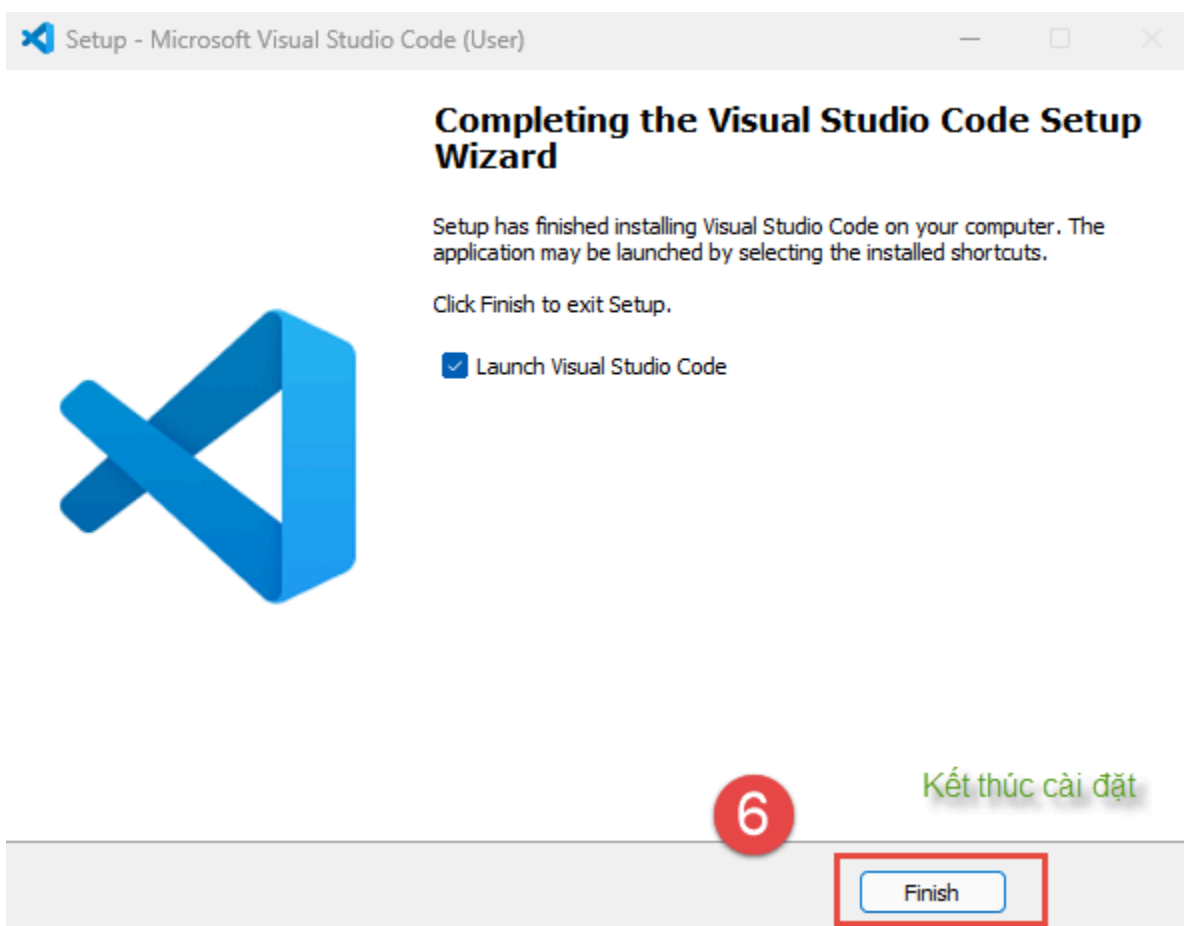 Setup - Microsoft Visual Studio Code (User)
Completing the Visual Studio Code Setup
Wizard
Setup has finished installing Visual Studio Code on your computer. The
application may be launched by selecting the installed shortcuts.
Click Finish to exit Setup.
Launch Visual Studio Code
Kết thúc cài đặt
6
Finish